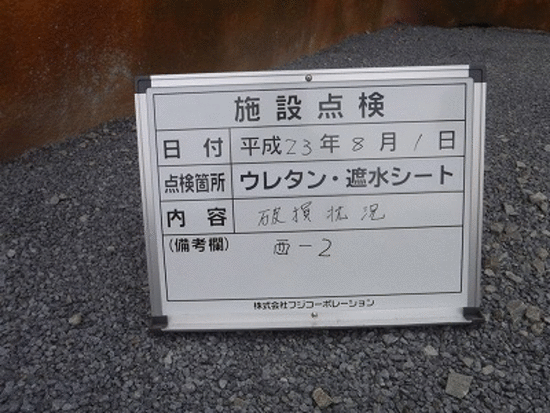 施設点検
日付 平成23年8月1日
点検箇所 ウレタン・遮水シート
内容 破損状況
(備考欄) 西-2
株式会社フジコーポレーション